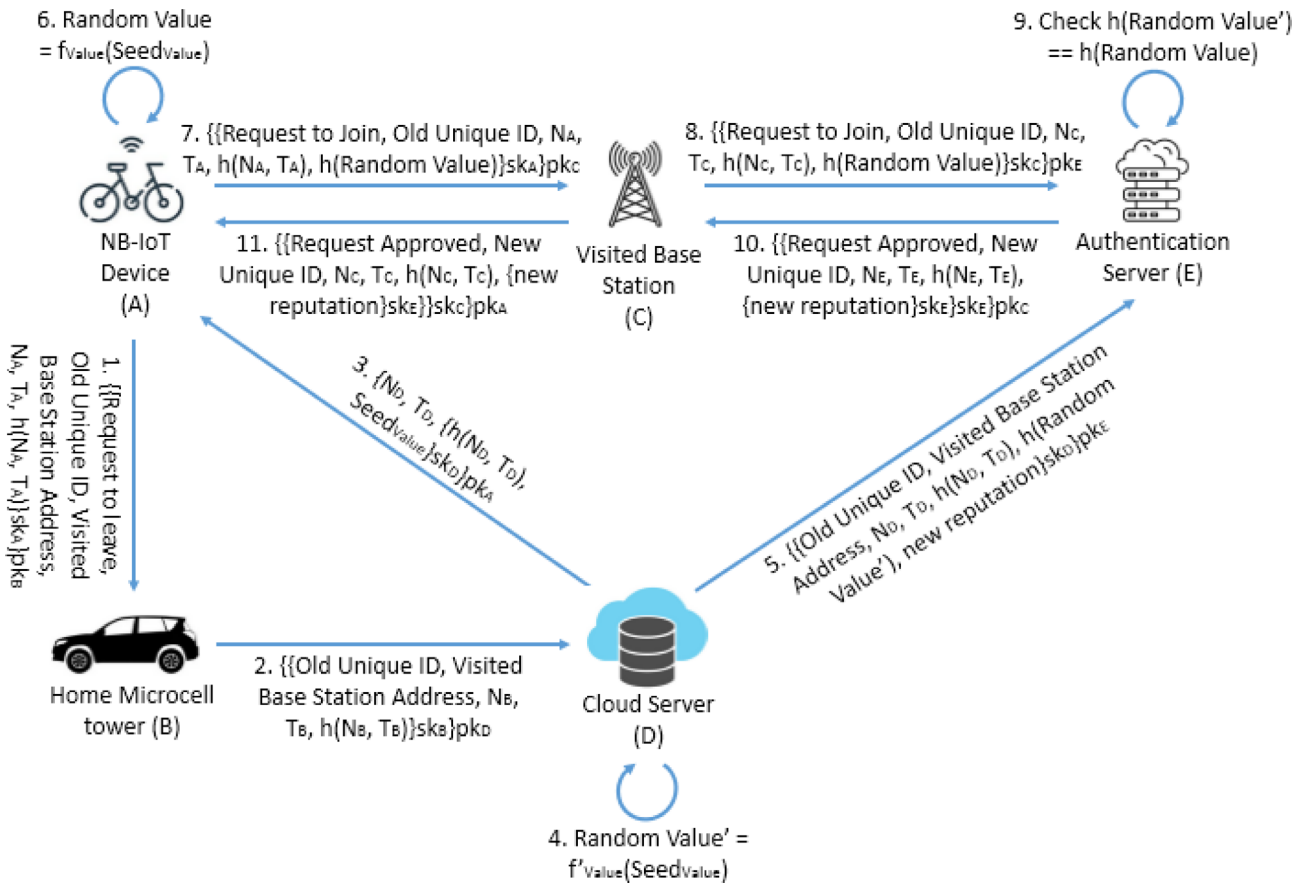 6. Random Value
= fValue(SeedValue)
9. Check h(Random Value')
== h(Random Value)
7. {{Request to Join, Old Unique ID, NA,
TA, h(NA, TA), h(Random Value)}skA}pkC
8. {{Request to Join, Old Unique ID, NC,
TC, h(NC, TC), h(Random Value)}skC}pkE
NB-IoT
Device
(A)
11. {{Request Approved, New
Unique ID, NC, TC, h(NC, TC), {new
reputation}skE}}skC}pkA
Visited Base
Station
(C)
10. {{Request Approved, New
Unique ID, NE, TE, h(NE, TE),
{new reputation}skE}skE}pkC
Authentication
Server (E)
1. {{Request to leave,
Old Unique ID, Visited
Base Station Address,
NA, TA, h(NA, TA)}skA}pkB
3. {ND, TD, {h(ND, TD),
SeedValue}skD}pkA
5. {{Old Unique ID, Visited Base Station
Address, ND, TD, h(ND, TD), h(Random
Value'), new reputation}skD}pkE
Home Microcell
tower (B)
2. {{Old Unique ID, Visited
Base Station Address, NB,
TB, h(NB, TB)}skB}pkD
Cloud Server
(D)
4. Random Value' =
f'Value(SeedValue)